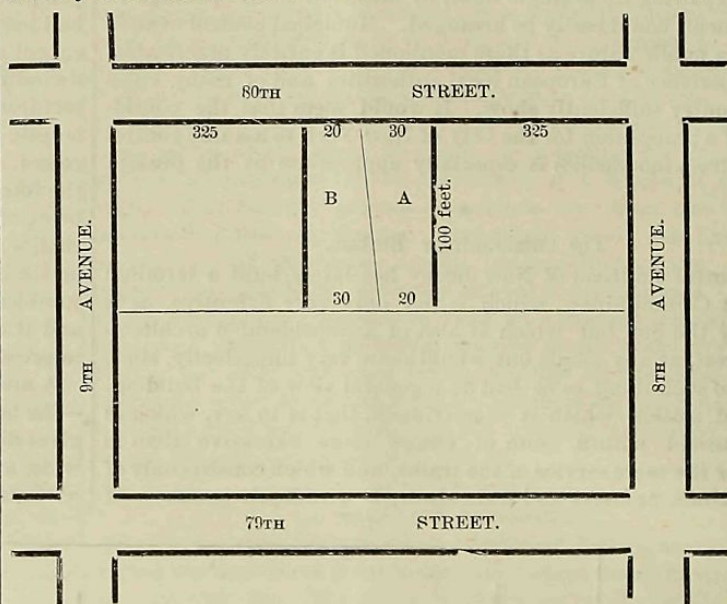 80TH STREET.
325 20 30 325
B A
100 feet.
9TH AVENUE.
8TH AVENUE.
30 20
79TH STREET.